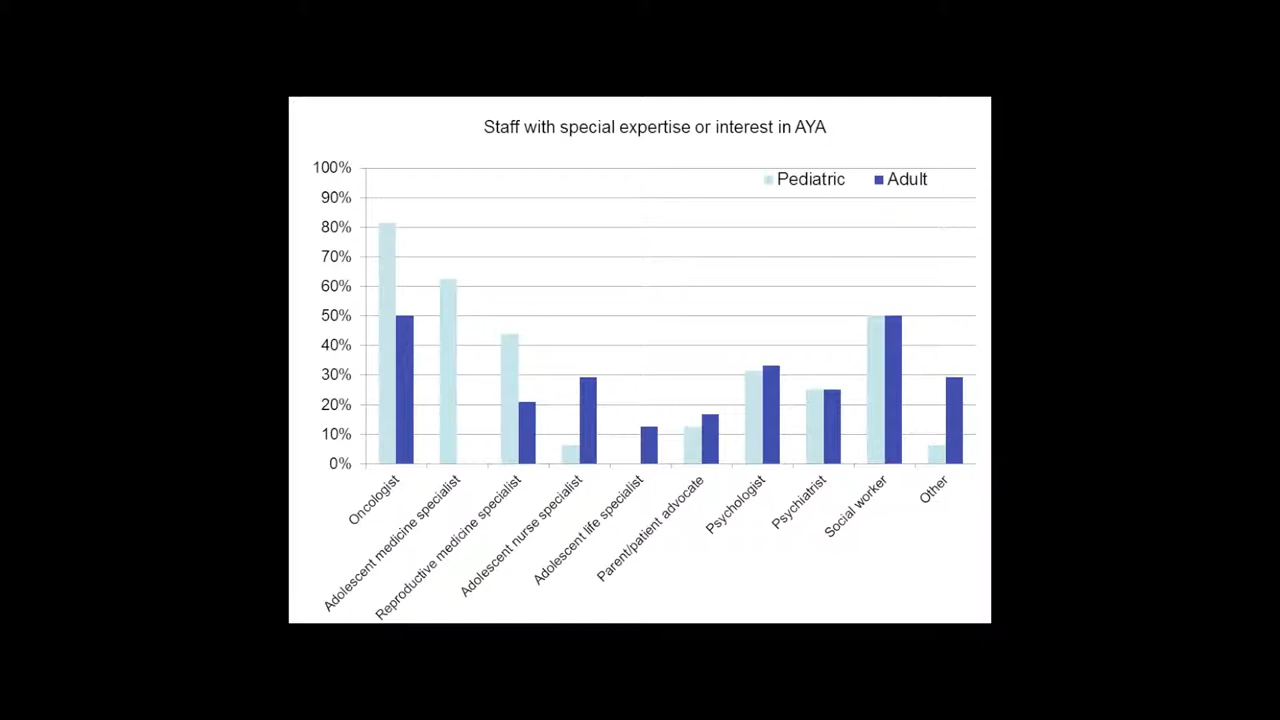 Staff with special expertise or interest in AYA
Pediatric
Adult
100%
90%
80%
70%
60%
50%
40%
30%
20%
10%
0%
Oncologist
Adolescent medicine specialist
Reproductive medicine specialist
Adolescent nurse specialist
Adolescent life specialist
Parent/patient advocate
Psychologist
Psychiatrist
Social worker
Other